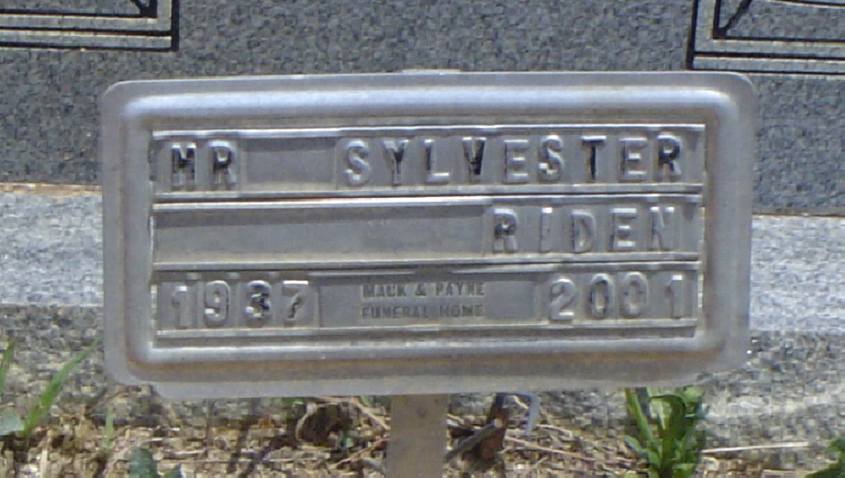 MR SYLVESTER
RIDEN
1937 MACK & PAYNE FUNERAL HOME 2001